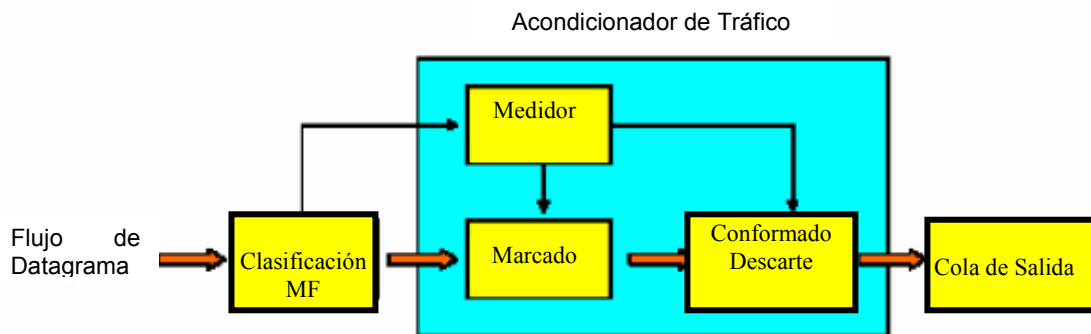 Acondicionador de Tráfico
Medidor
Flujo de
Datagrama
Clasificación
MF
Marcado
Conformado
Descarte
Cola de Salida